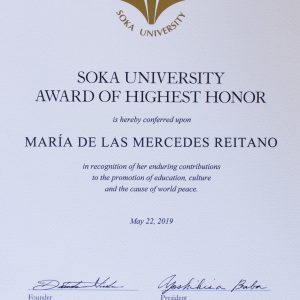 SOKA UNIVERSITY
SOKA UNIVERSITY
AWARD OF HIGHEST HONOR
is hereby conferred upon
MARÍA DE LAS MERCEDES REITANO
in recognition of her enduring contributions
to the promotion of education, culture
and the cause of world peace.
May 22, 2019
Yoshihisa Baba
Founder President